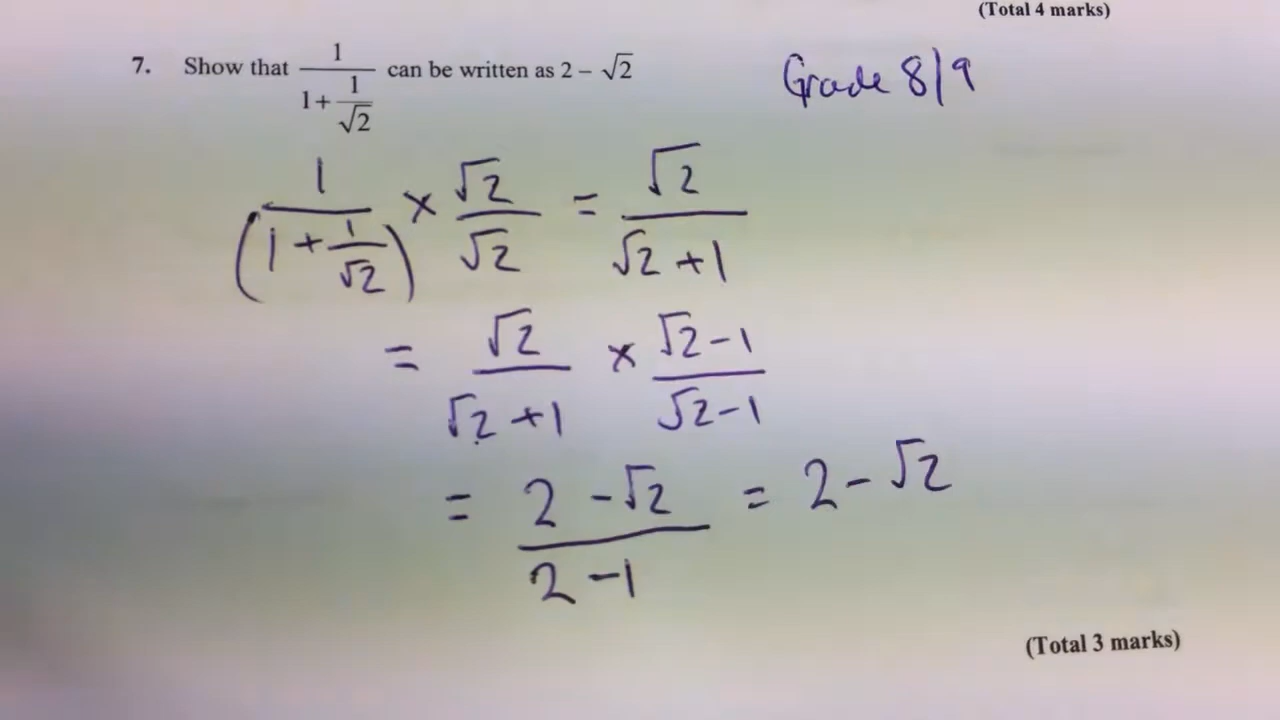 (Total 4 marks)
7. Show that 1/(1+1/√2) can be written as 2 – √2
Grade 8/9
1/(1+1/√2) × √2/√2 = √2/(√2+1)
= √2/(√2+1) × (√2-1)/(√2-1)
= (2-√2)/(2-1) = 2-√2
(Total 3 marks)